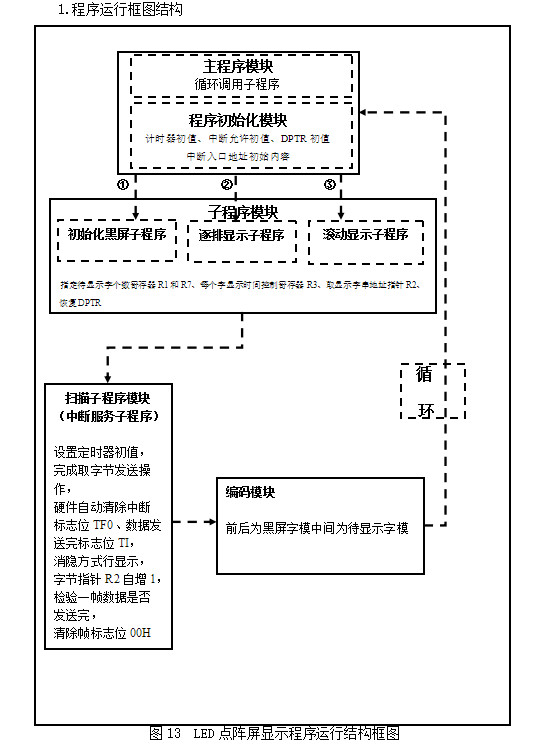 1.程序运行框图结构
主程序模块
循环调用子程序
程序初始化模块
计时器初值、中断允许初值、DPTR 初值
中断入口地址初始内容
① ② ③
子程序模块
初始化黑屏子程序 逐排显示子程序 滚动显示子程序
指定待显示字个数寄存器 R1 和 R7、每个字显示时间控制寄存器 R3、取显示字串地址指针 R2、
恢复DPTR
扫描子程序模块
（中断服务子程序）
设置定时器初值，
完成取字节发送操
作，
硬件自动清除中断
标志位 TF0、数据发
送完标志位 TI，
消隐方式行显示，
字节指针 R2 自增 1，
检验一帧数据是否
发送完，
清除帧标志位 00H
编码模块
前后为黑屏字模中间为待显示字模
循
环
图 13 LED 点阵屏显示程序运行结构框图